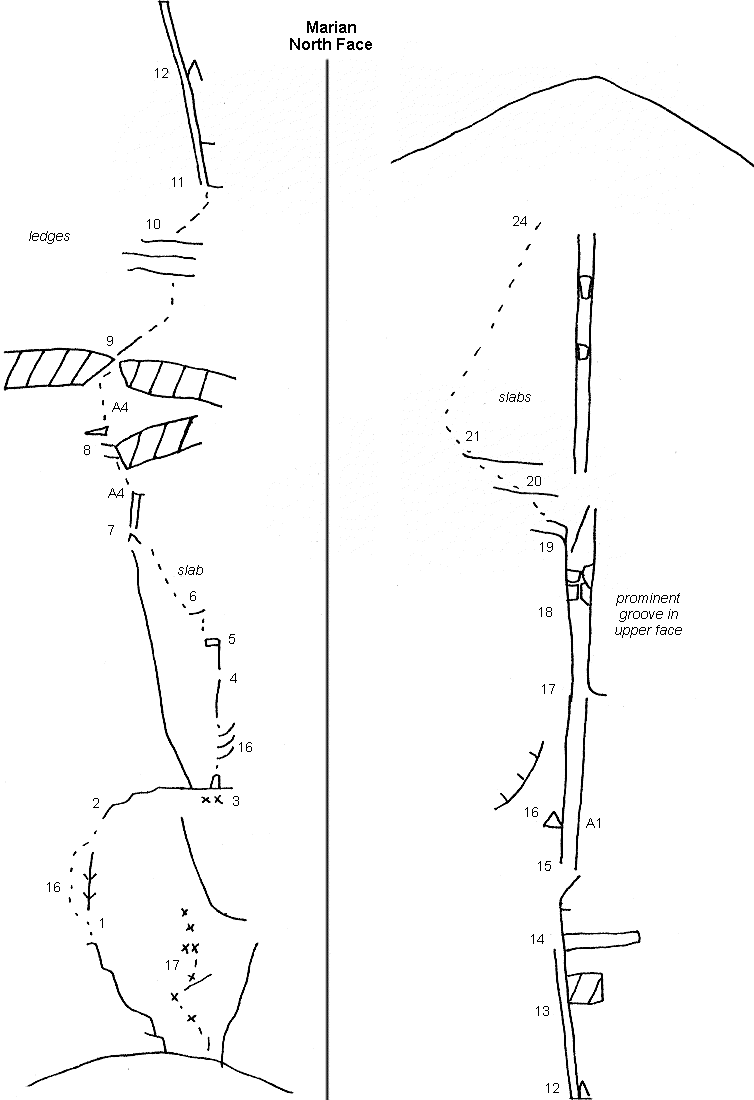 Marian
North Face
12
11
10
ledges
9
A4
8
A4
7
slab
6
5
4
16
3
2
16
1
17
24
slabs
21
20
19
18
prominent
groove in
upper face
17
16
A1
15
14
13
12